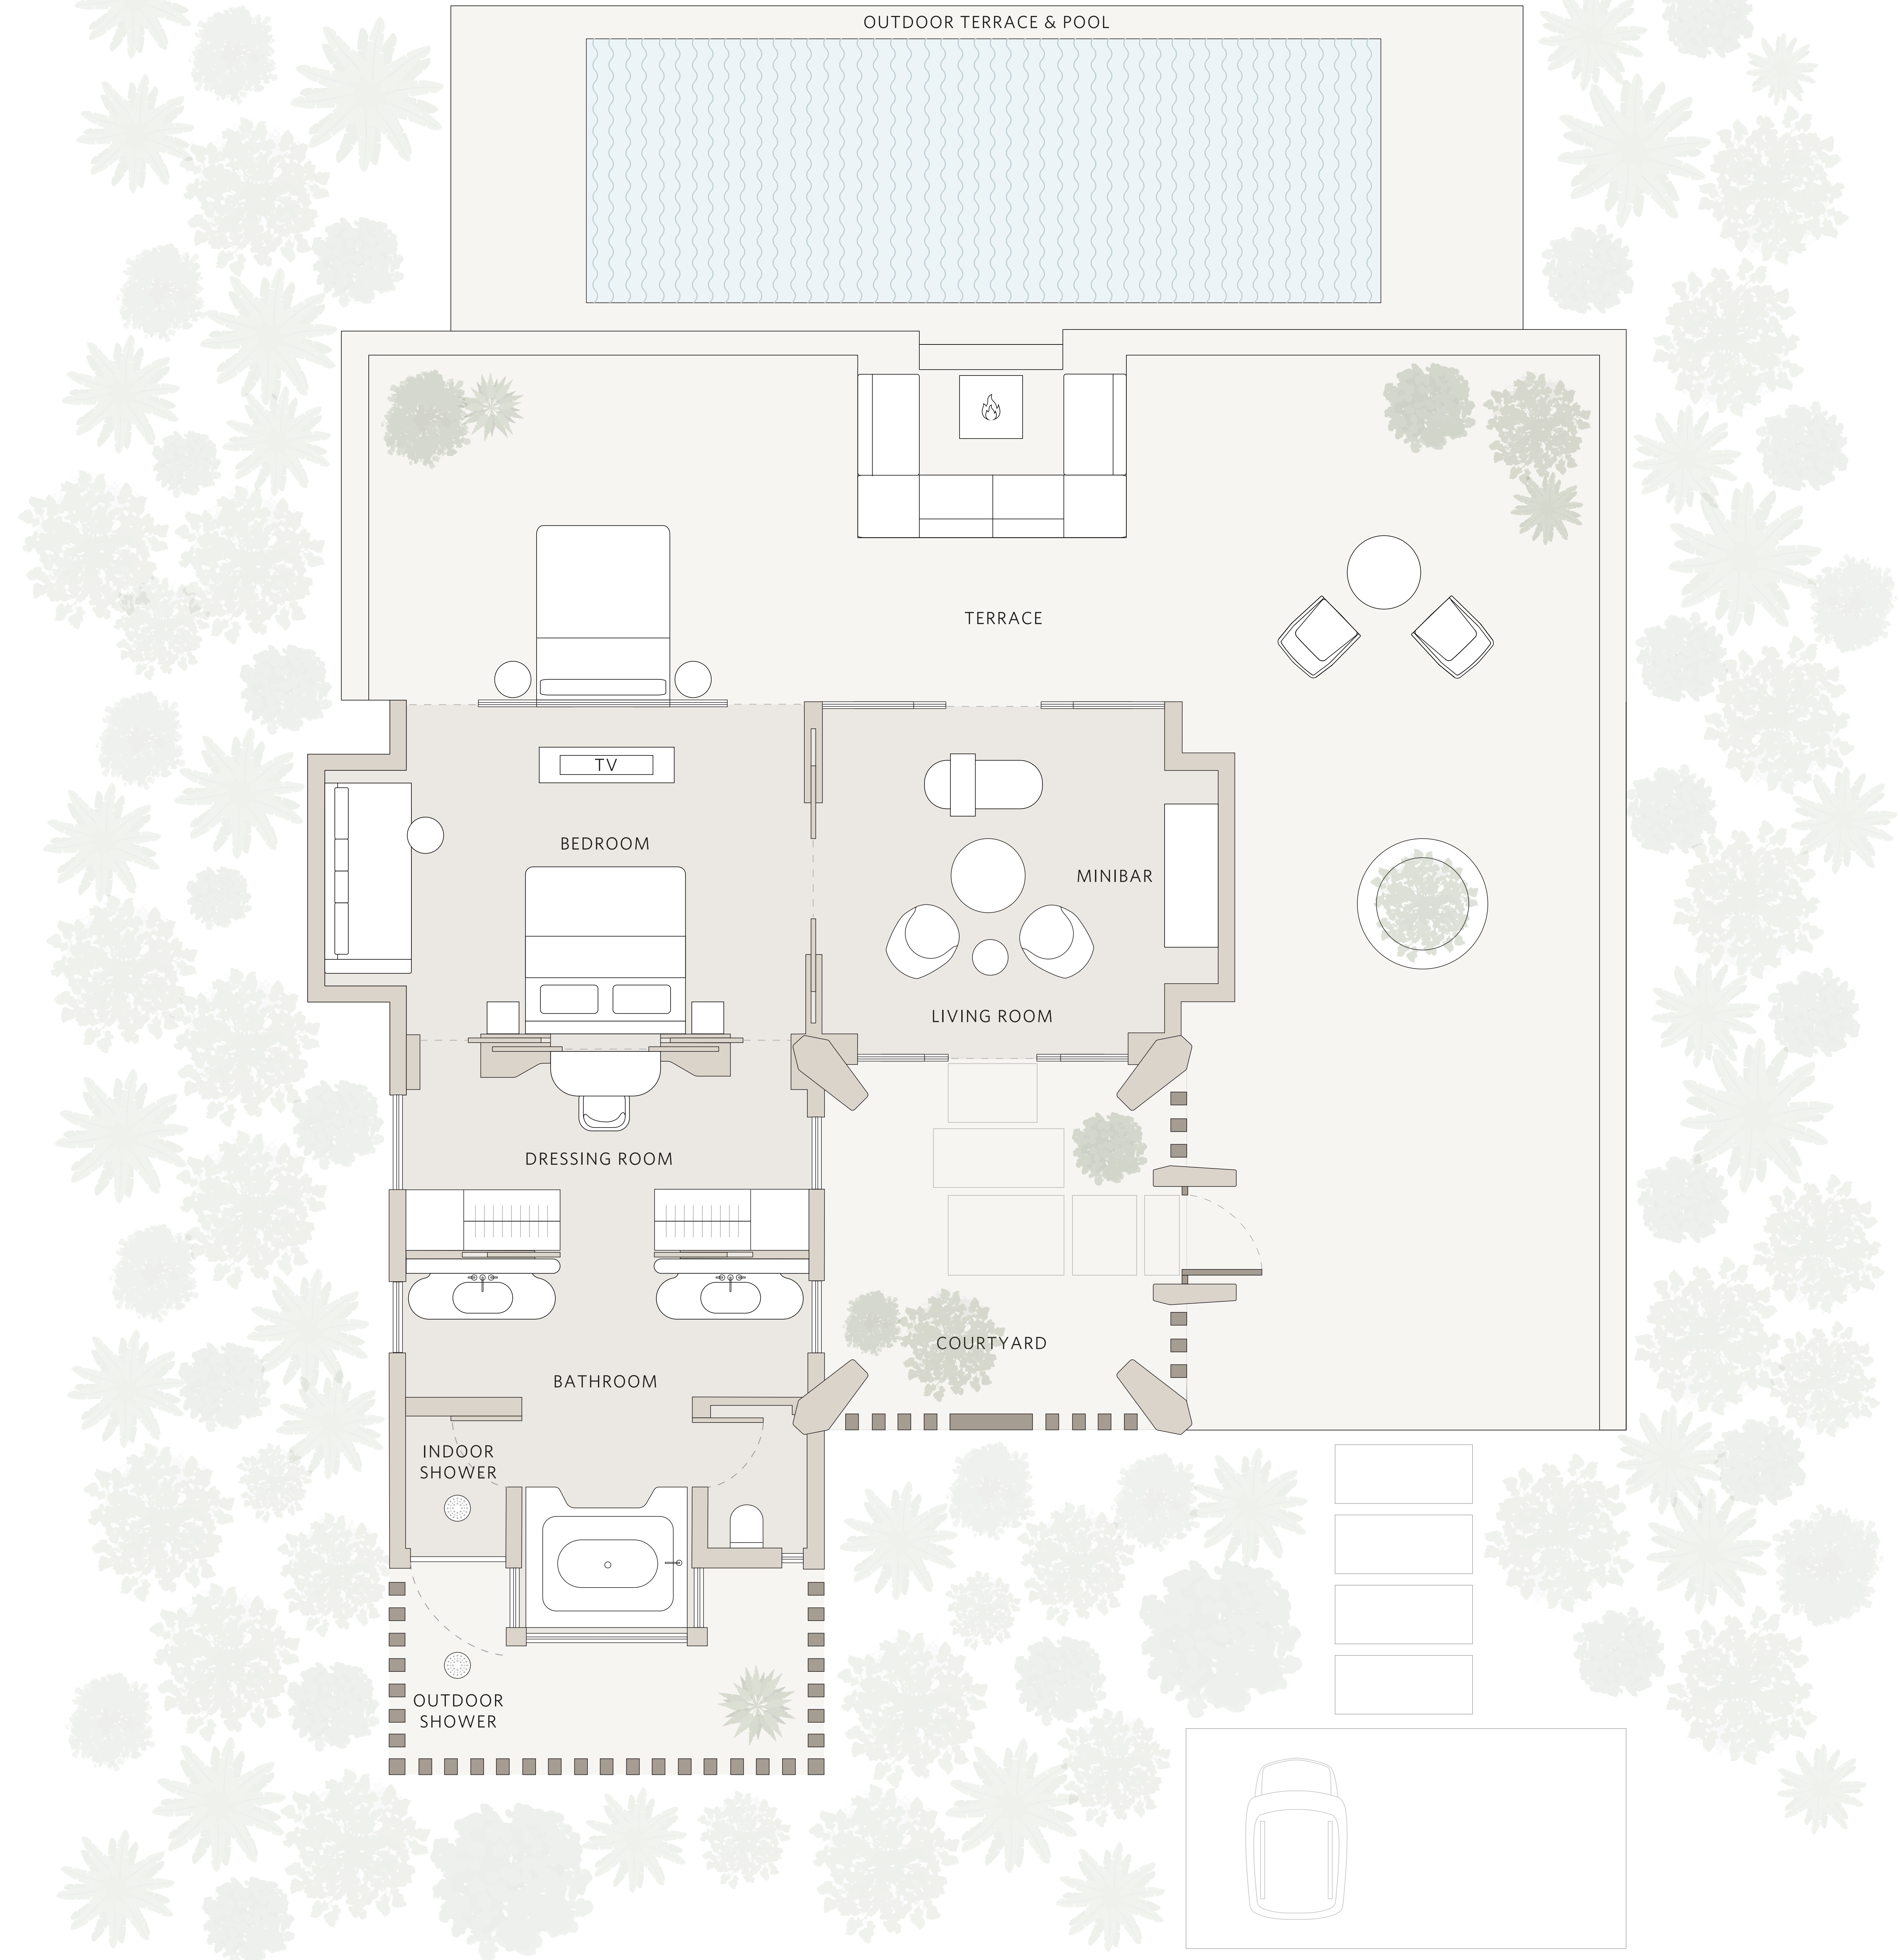 OUTDOOR TERRACE & POOL
TERRACE
TV
BEDROOM
MINIBAR
LIVING ROOM
DRESSING ROOM
COURTYARD
BATHROOM
INDOOR
SHOWER
OUTDOOR
SHOWER